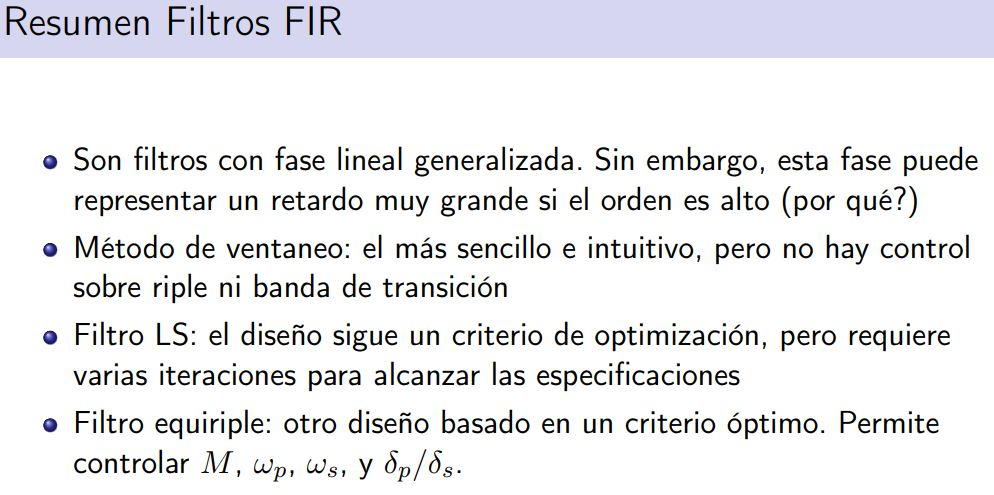 Resumen Filtros FIR
Son filtros con fase lineal generalizada. Sin embargo, esta fase puede
representar un retardo muy grande si el orden es alto (por qué?)
Método de ventaneo: el más sencillo e intuitivo, pero no hay control
sobre riple ni banda de transición
Filtro LS: el diseño sigue un criterio de optimización, pero requiere
varias iteraciones para alcanzar las especificaciones
Filtro equiriple: otro diseño basado en un criterio óptimo. Permite
controlar M, ωₚ, ωₛ, y δₚ/δₛ.